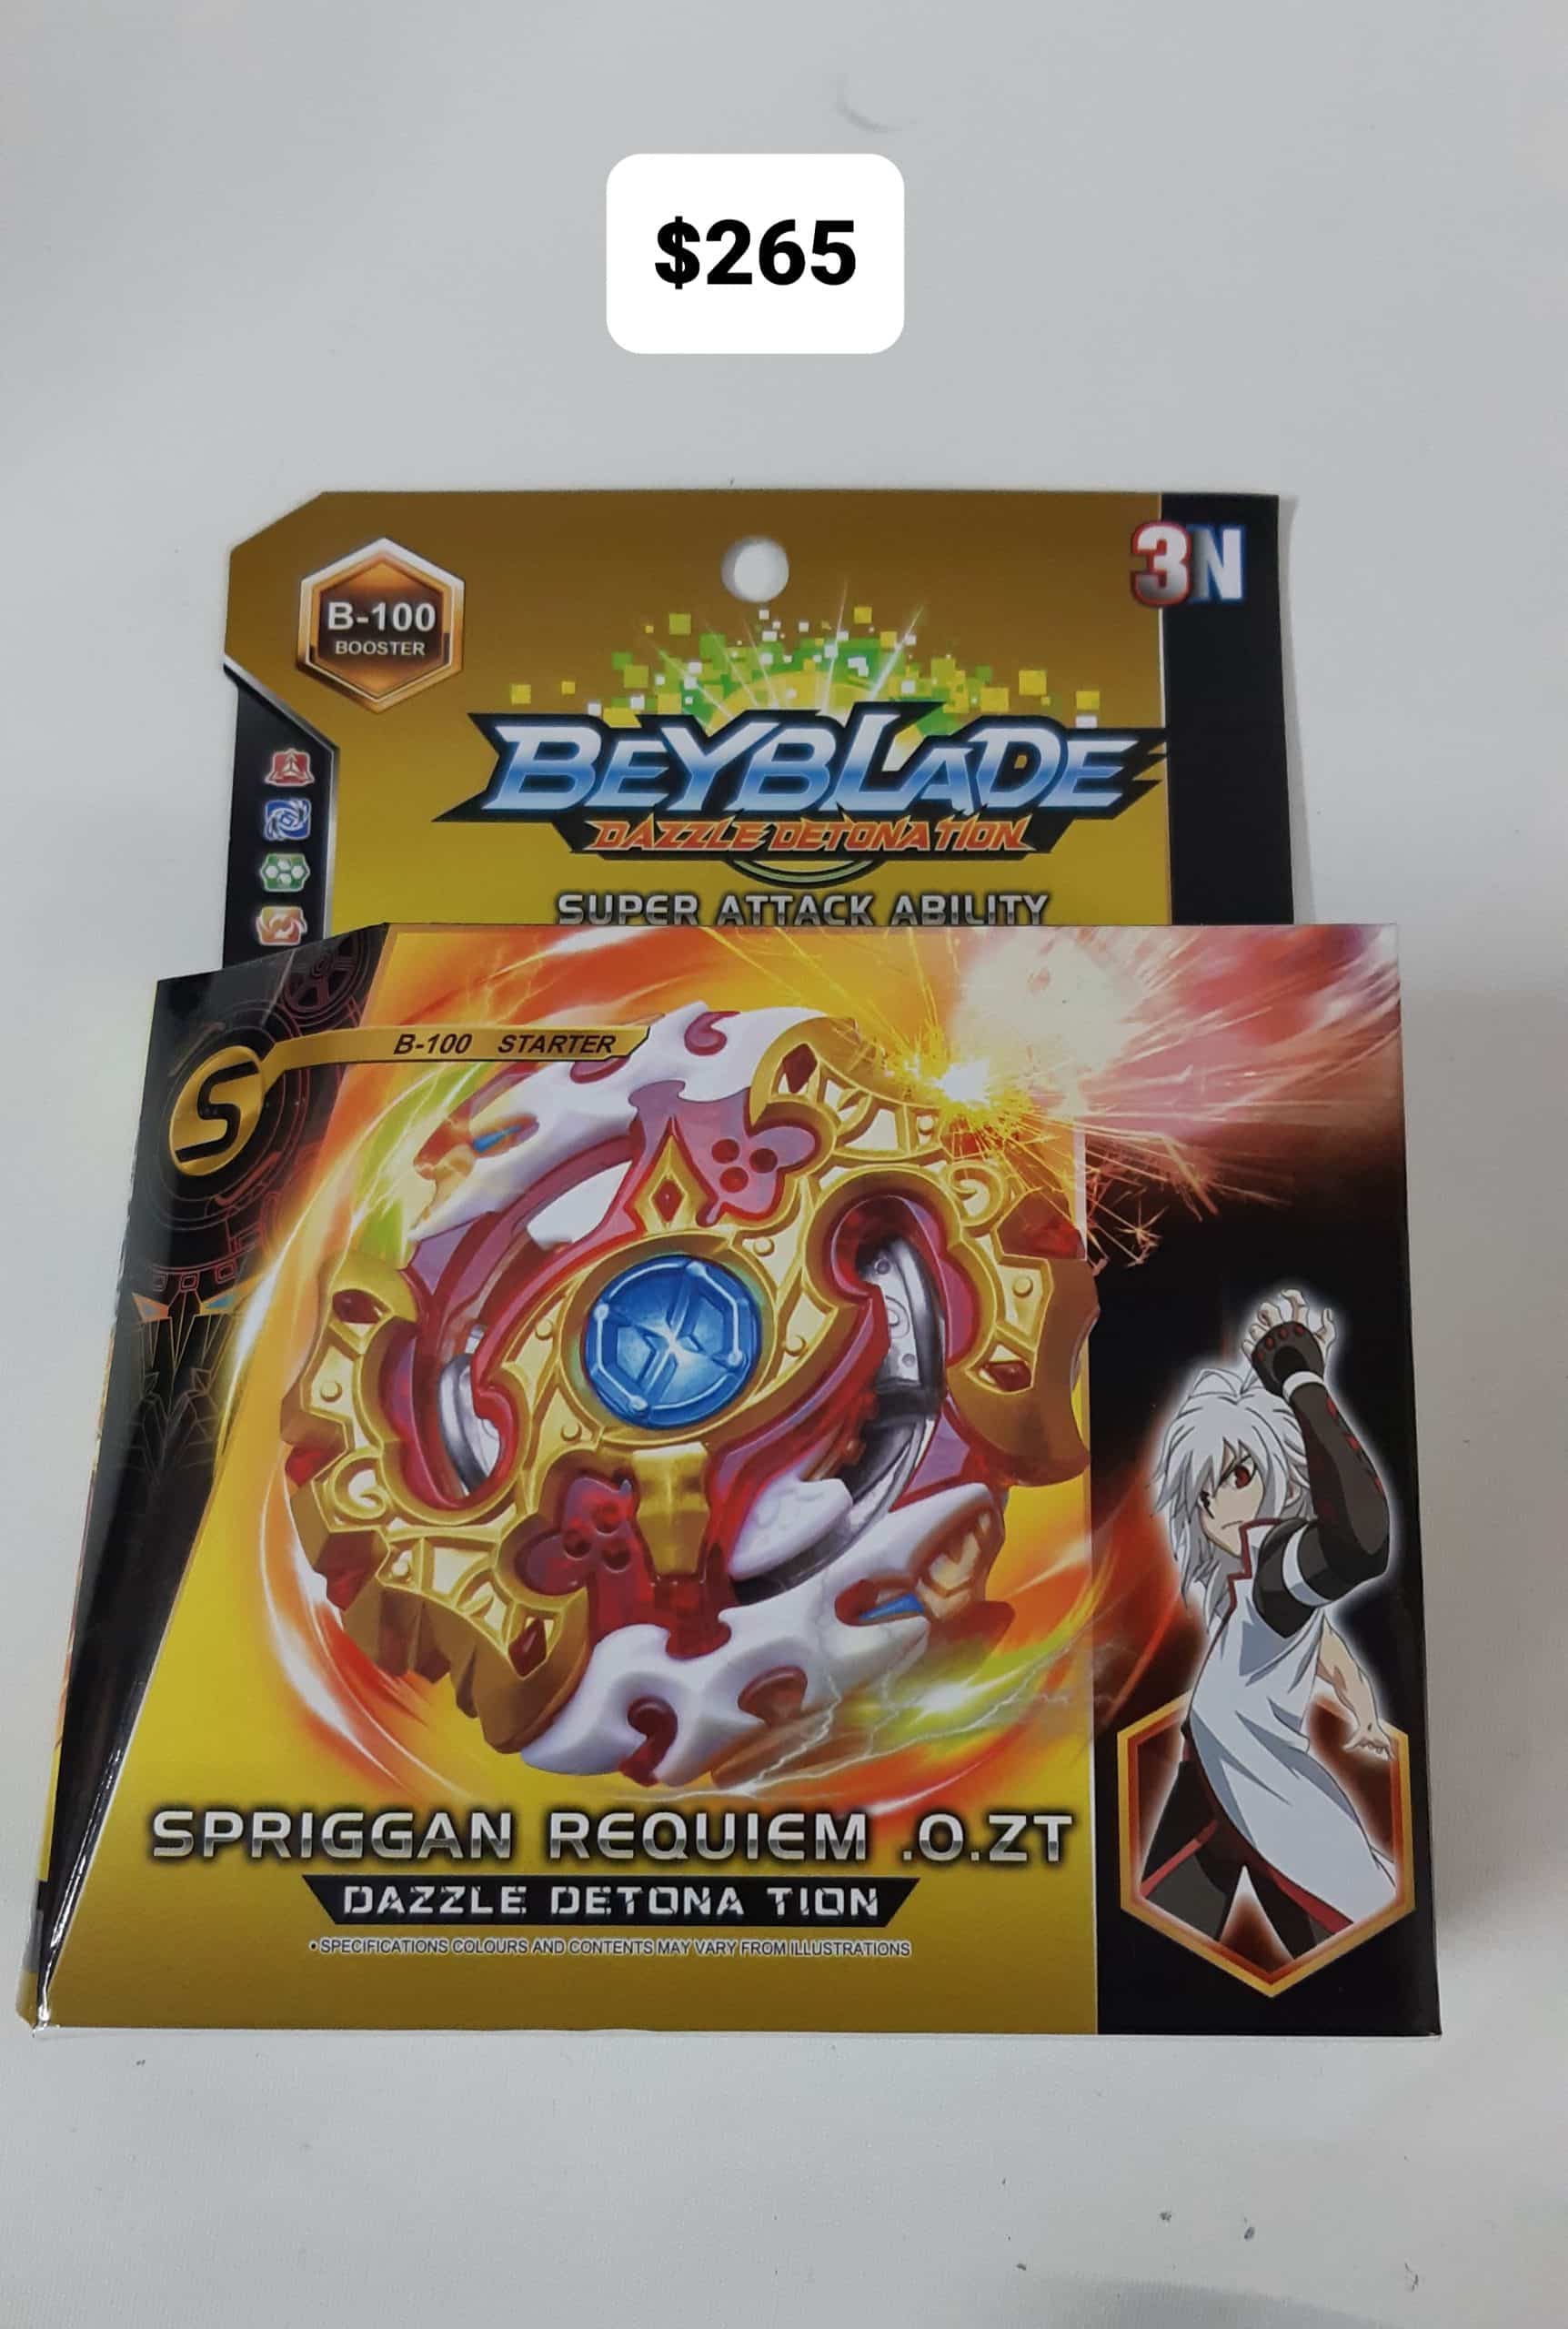 $265
3N
B-100
BOOSTER
BEYBLADE
DAZZLE DETONATION
SUPER ATTACK ABILITY
S
B-100 STARTER
SPRIGGAN REQUIEM .O.ZT
DAZZLE DETONA TION
•SPECIFICATIONS COLOURS AND CONTENTS MAY VARY FROM ILLUSTRATIONS